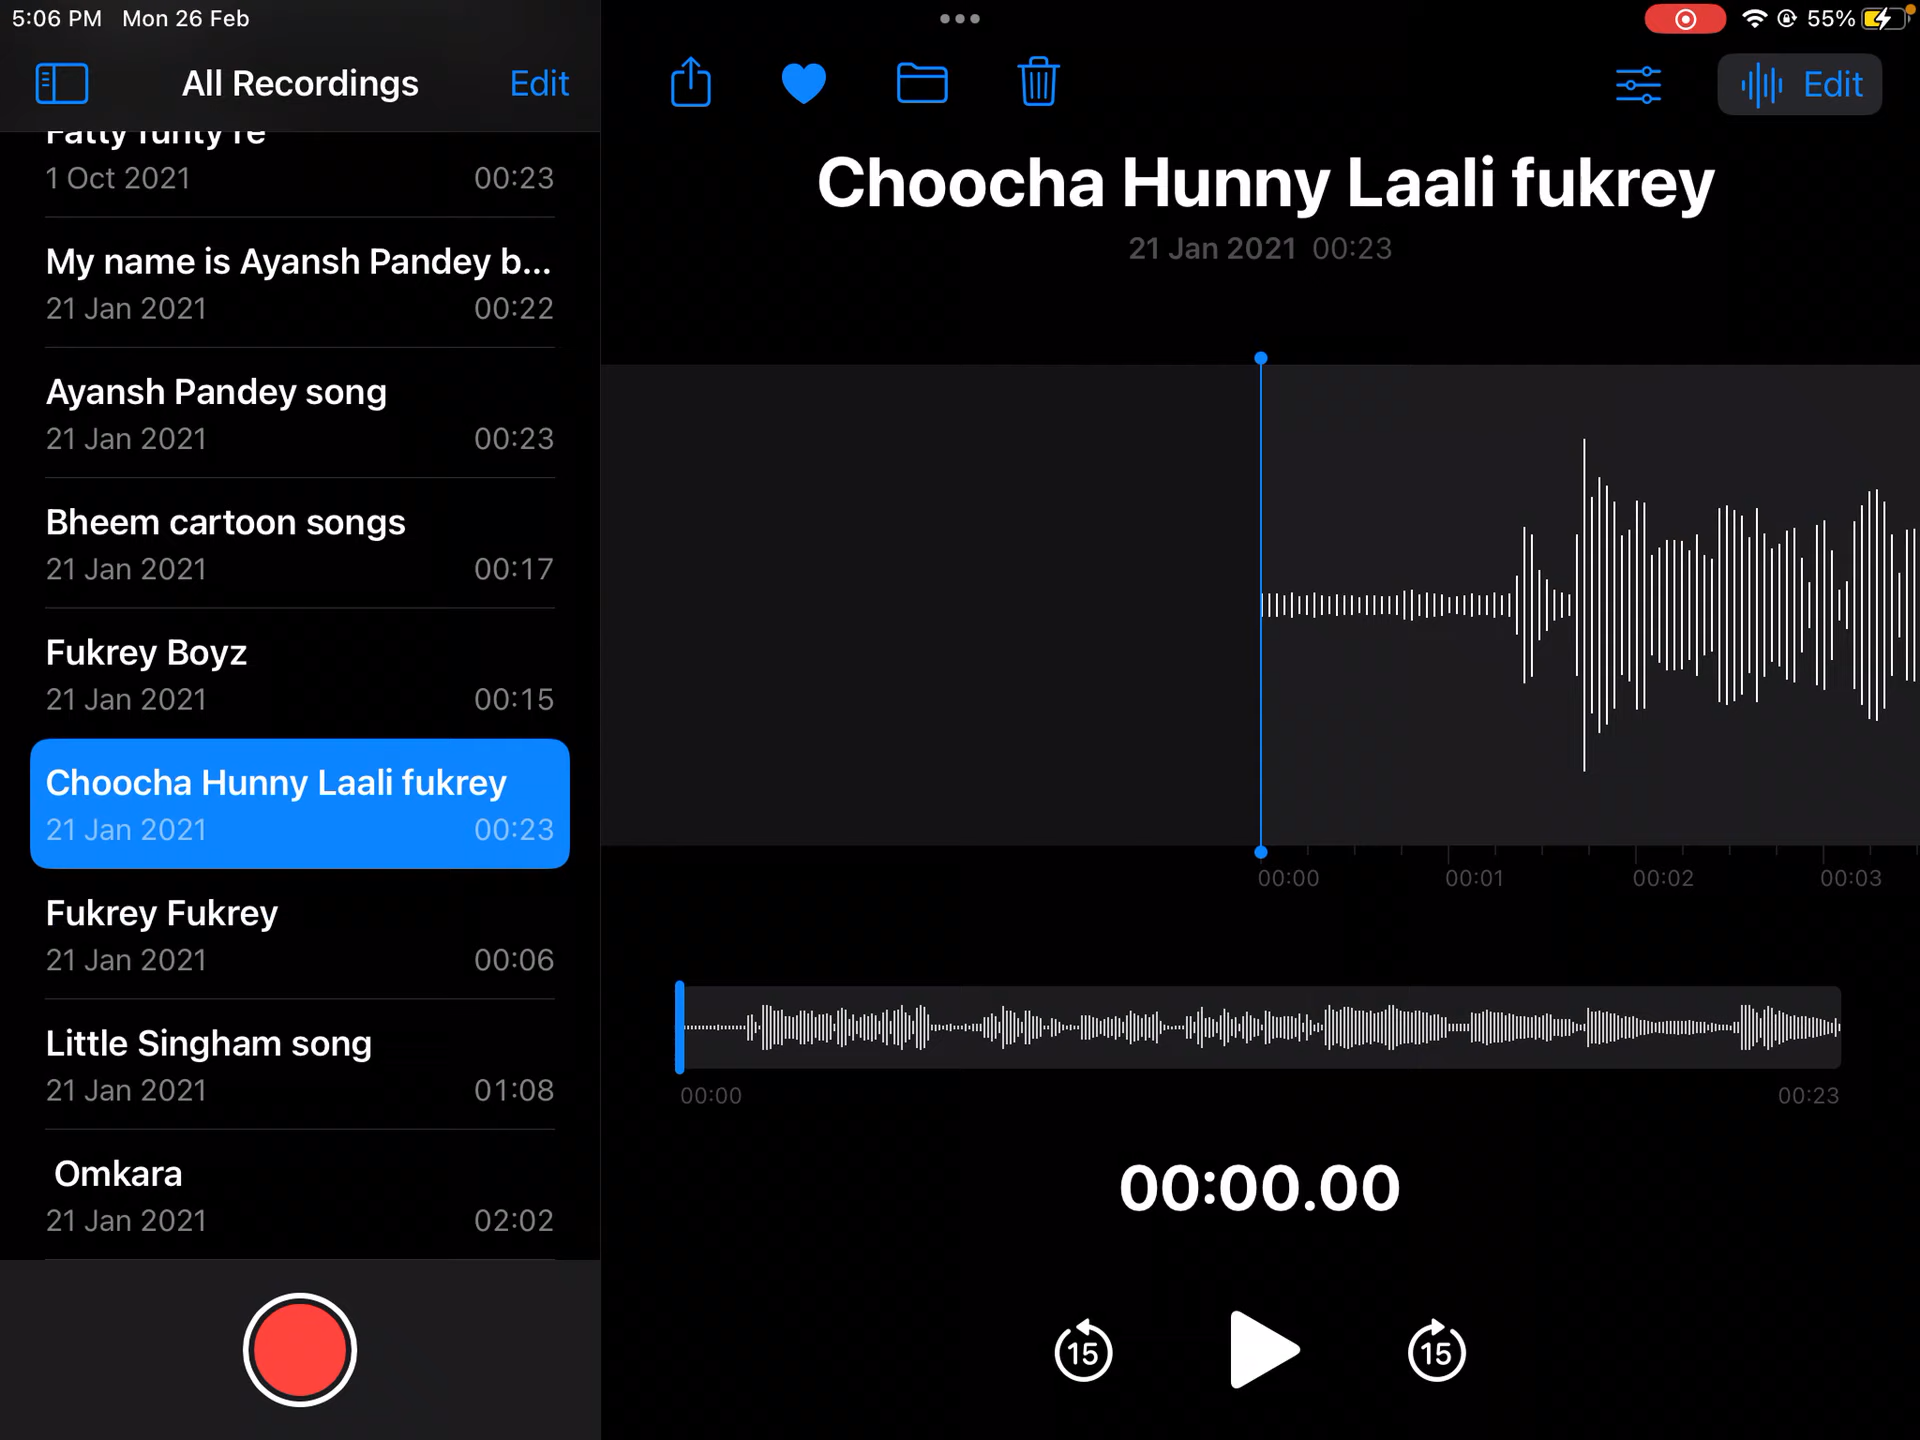 5:06 PM Mon 26 Feb
55%
All Recordings
Edit
Fatty funty re
1 Oct 2021 00:23
My name is Ayansh Pandey b...
21 Jan 2021 00:22
Ayansh Pandey song
21 Jan 2021 00:23
Bheem cartoon songs
21 Jan 2021 00:17
Fukrey Boyz
21 Jan 2021 00:15
Choocha Hunny Laali fukrey
21 Jan 2021 00:23
Fukrey Fukrey
21 Jan 2021 00:06
Little Singham song
21 Jan 2021 01:08
Omkara
21 Jan 2021 02:02
Edit
Choocha Hunny Laali fukrey
21 Jan 2021 00:23
00:00 00:01 00:02 00:03
00:00 00:23
00:00.00
15 15